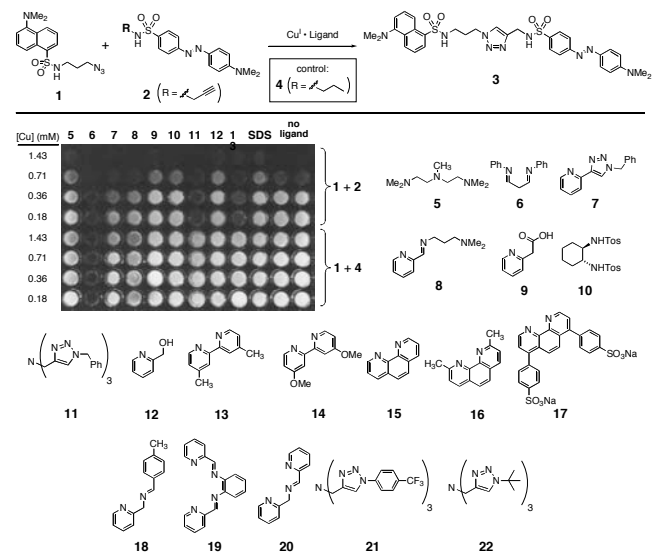 NMe₂
O=S=O
N
H
N₃
1
+
R
HN
O O
S
N=N
NMe₂
2 (R = )
Cuᴵ • Ligand
control:
4 (R = )
NMe₂
O O
S
N
H
N
N=N
H
N
O O
S
N=N
NMe₂
3
[Cu] (mM) 5 6 7 8 9 10 11 12 13 SDS no ligand
1.43
0.71
0.36
0.18
1 + 2
1.43
0.71
0.36
0.18
1 + 4
NMe₂ CH₃ N NMe₂
5
Ph N N Ph
6
N N N=N Ph
7
N N NMe₂
8
N O OH
9
NHTos
NHTos
10
N ( N=N N Ph )₃
11
N OH
12
N N CH₃
CH₃
13
N N OMe
OMe
14
N N
15
CH₃
N N
H₃C
16
N N
SO₃Na
SO₃Na
17
CH₃
N
N
18
N
N
N
N
19
N
N
N
20
N ( N=N N CF₃ )₃
21
N ( N=N N )₃
22